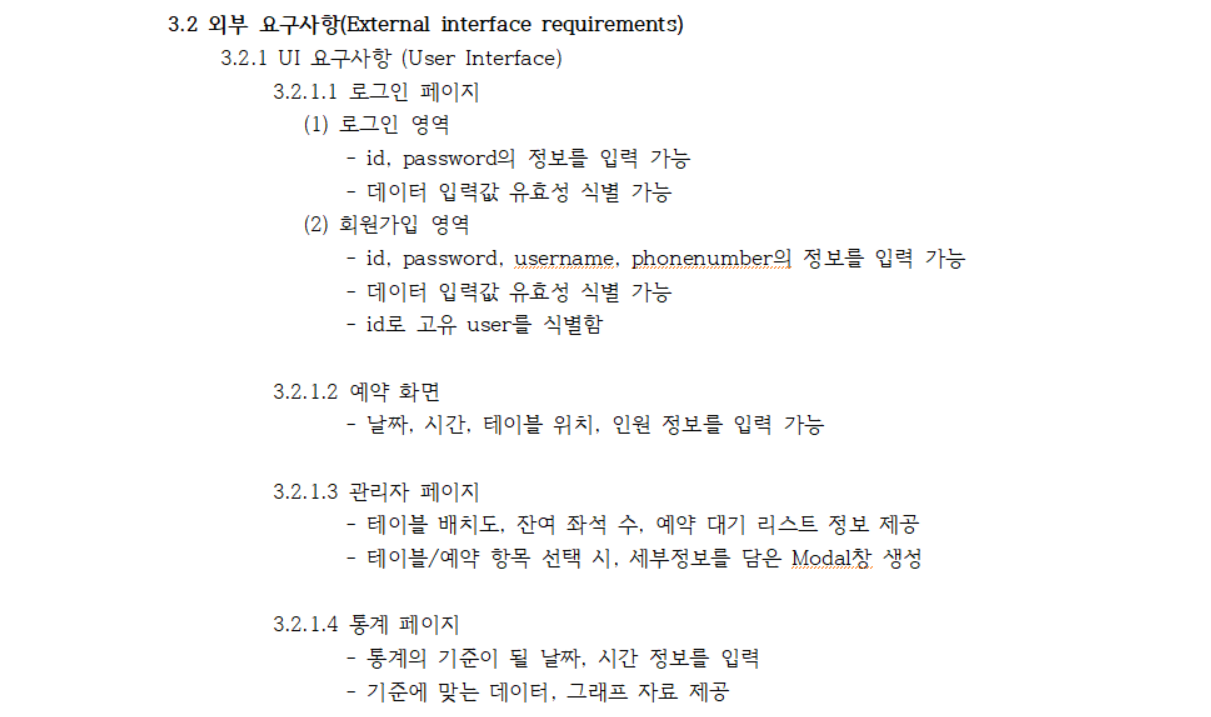 3.2 외부 요구사항(External interface requirements)
3.2.1 UI 요구사항 (User Interface)
3.2.1.1 로그인 페이지
(1) 로그인 영역
- id, password의 정보를 입력 가능
- 데이터 입력값 유효성 식별 가능
(2) 회원가입 영역
- id, password, username, phonenumber의 정보를 입력 가능
- 데이터 입력값 유효성 식별 가능
- id로 고유 user를 식별함
3.2.1.2 예약 화면
- 날짜, 시간, 테이블 위치, 인원 정보를 입력 가능
3.2.1.3 관리자 페이지
- 테이블 배치도, 잔여 좌석 수, 예약 대기 리스트 정보 제공
- 테이블/예약 항목 선택 시, 세부정보를 담은 Modal창 생성
3.2.1.4 통계 페이지
- 통계의 기준이 될 날짜, 시간 정보를 입력
- 기준에 맞는 데이터, 그래프 자료 제공